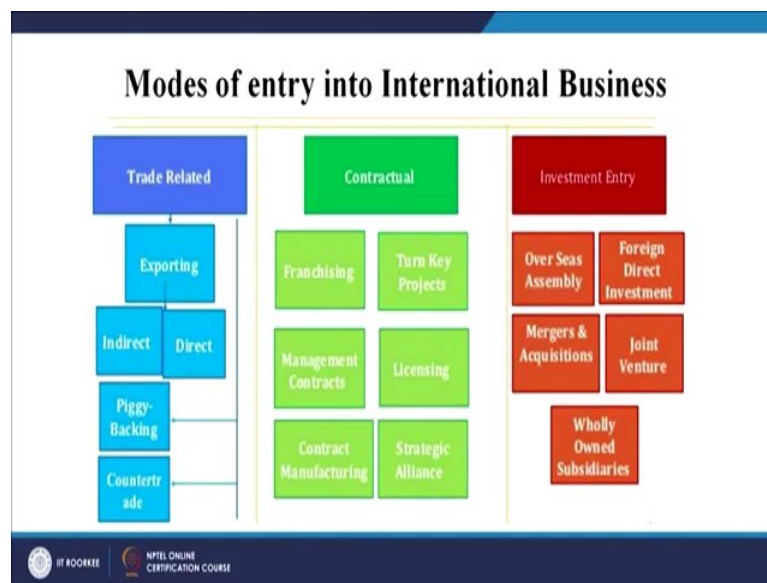 Modes of entry into International Business
Trade Related
Exporting
Indirect
Direct
Piggy-
Backing
Countertr
ade
Contractual
Franchising
Turn Key
Projects
Management
Contracts
Licensing
Contract
Manufacturing
Strategic
Alliance
Investment Entry
Over Seas
Assembly
Foreign
Direct
Investment
Mergers &
Acquisitions
Joint
Venture
Wholly
Owned
Subsidiaries
IIT ROORKEE
NPTEL ONLINE
CERTIFICATION COURSE